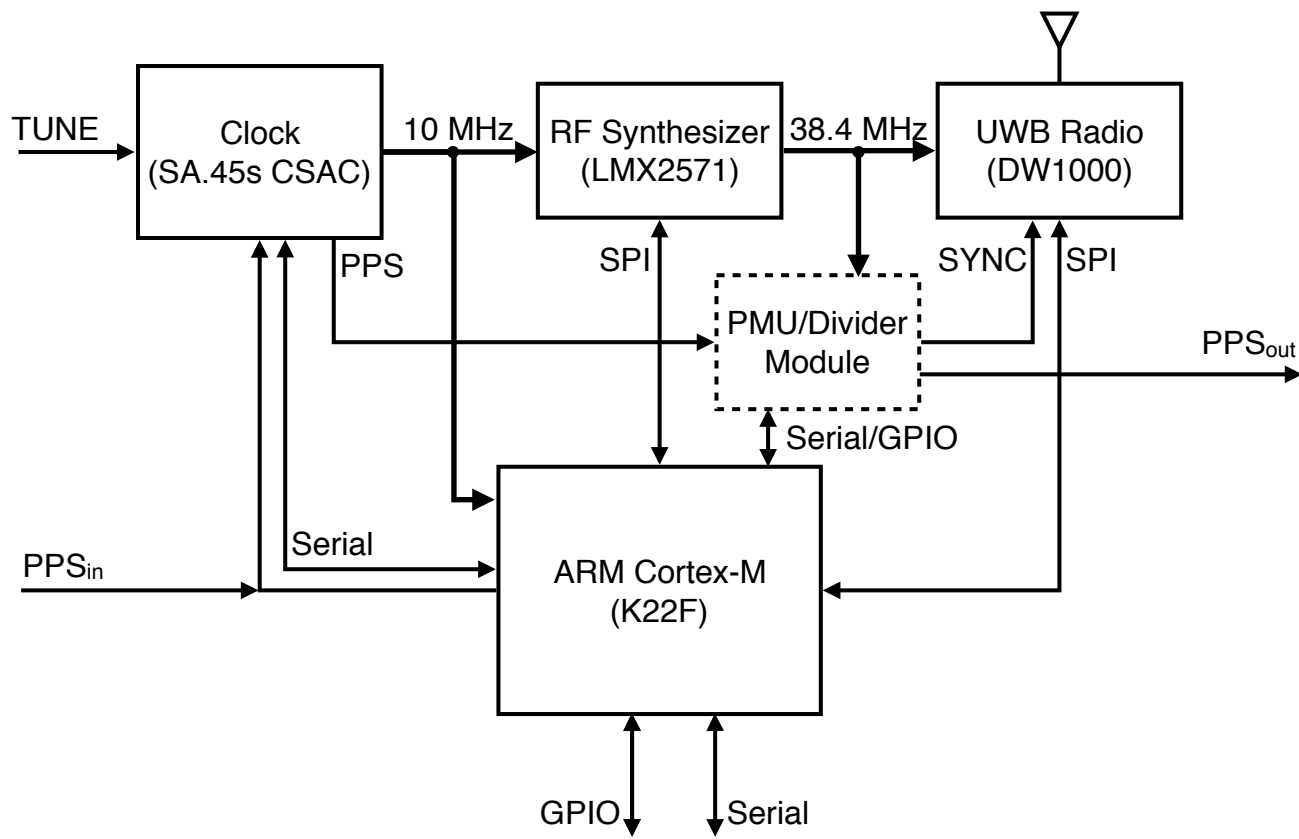 TUNE
Clock
(SA.45s CSAC)
10 MHz
RF Synthesizer
(LMX2571)
38.4 MHz
UWB Radio
(DW1000)
PPS
SPI
SYNC
SPI
PMU/Divider
Module
PPSout
Serial/GPIO
Serial
PPSin
ARM Cortex-M
(K22F)
GPIO
Serial